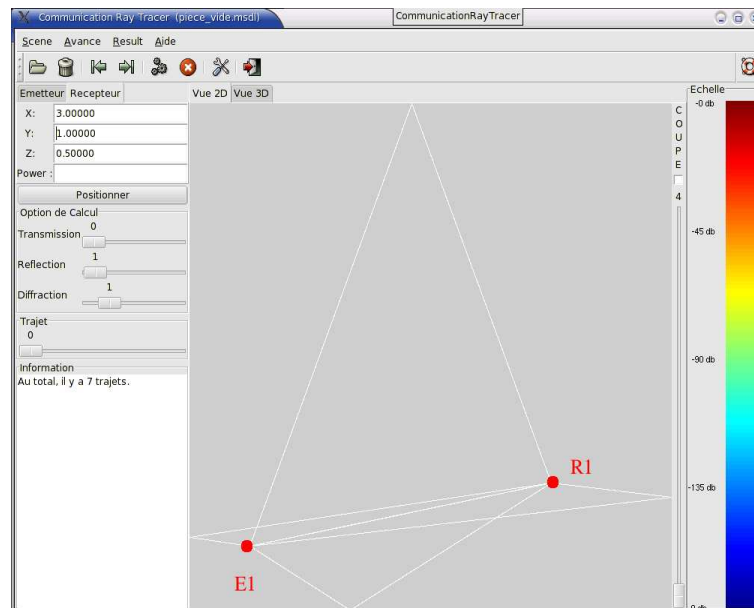 Communication Ray Tracer (piece_vide.msdl)
CommunicationRayTracer
Scene Avance Result Aide
Emetteur Recepteur
Vue 2D Vue 3D
X: 3.00000
Y: 1.00000
Z: 0.50000
Power :
Positionner
Option de Calcul
0
Transmission
1
Reflection
1
Diffraction
Trajet
0
Information
Au total, il y a 7 trajets.
R1
E1
C
O
U
P
E
4
Echelle
-0 db
-45 db
-90 db
-135 db